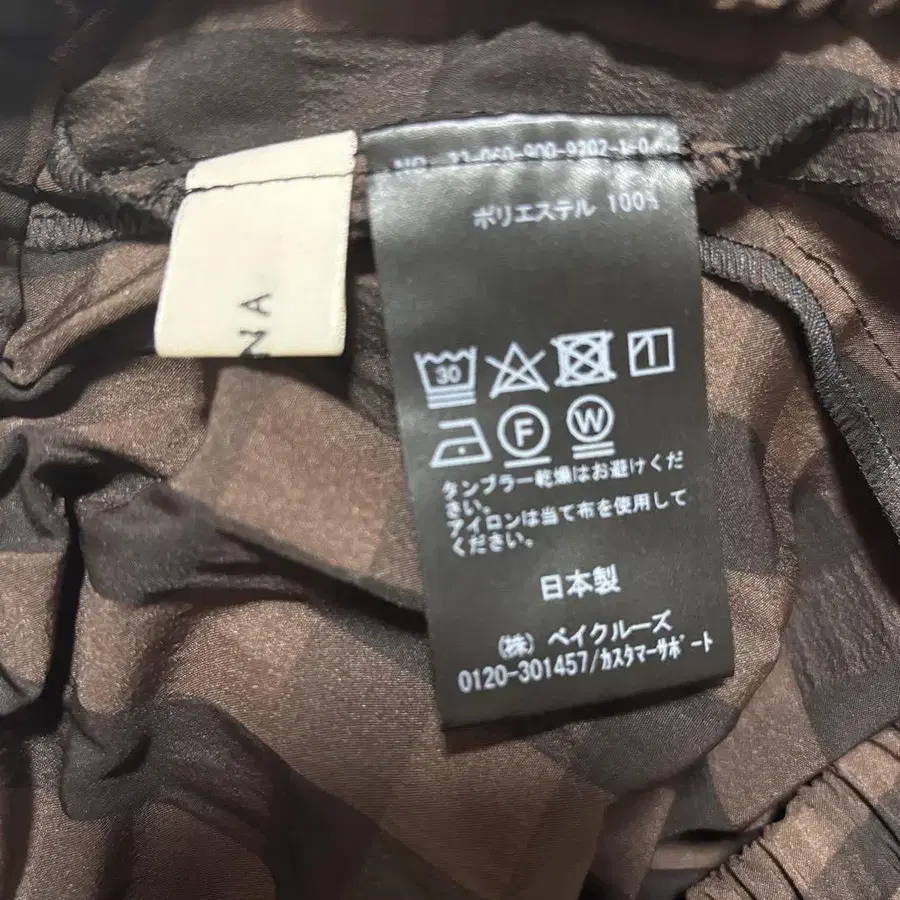 NA
ポリエステル 100%
30
F
W
タンブラー乾燥はお避けくだ
さい。
アイロンは当て布を使用して
ください。
日本製
(株) ベイクルーズ
0120-301457/カスタマーサポート